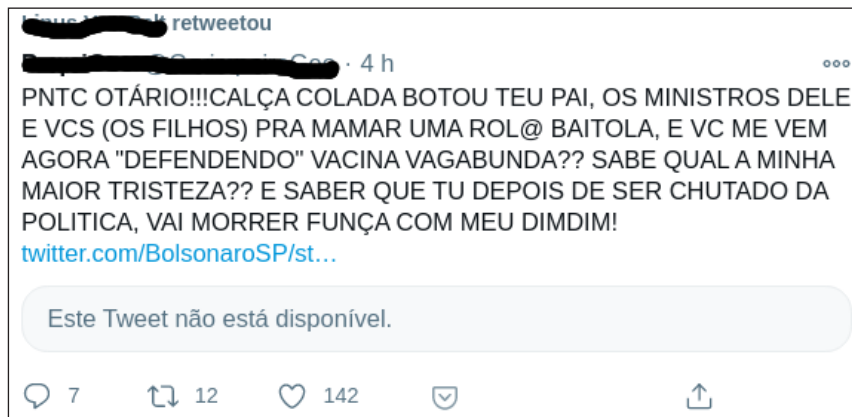 retweetou
· 4 h
PNTC OTÁRIO!!!CALÇA COLADA BOTOU TEU PAI, OS MINISTROS DELE
E VCS (OS FILHOS) PRA MAMAR UMA ROL@ BAITOLA, E VC ME VEM
AGORA "DEFENDENDO" VACINA VAGABUNDA?? SABE QUAL A MINHA
MAIOR TRISTEZA?? E SABER QUE TU DEPOIS DE SER CHUTADO DA
POLITICA, VAI MORRER FUNÇA COM MEU DIMDIM!
twitter.com/BolsonaroSP/st…
Este Tweet não está disponível.
7 12 142